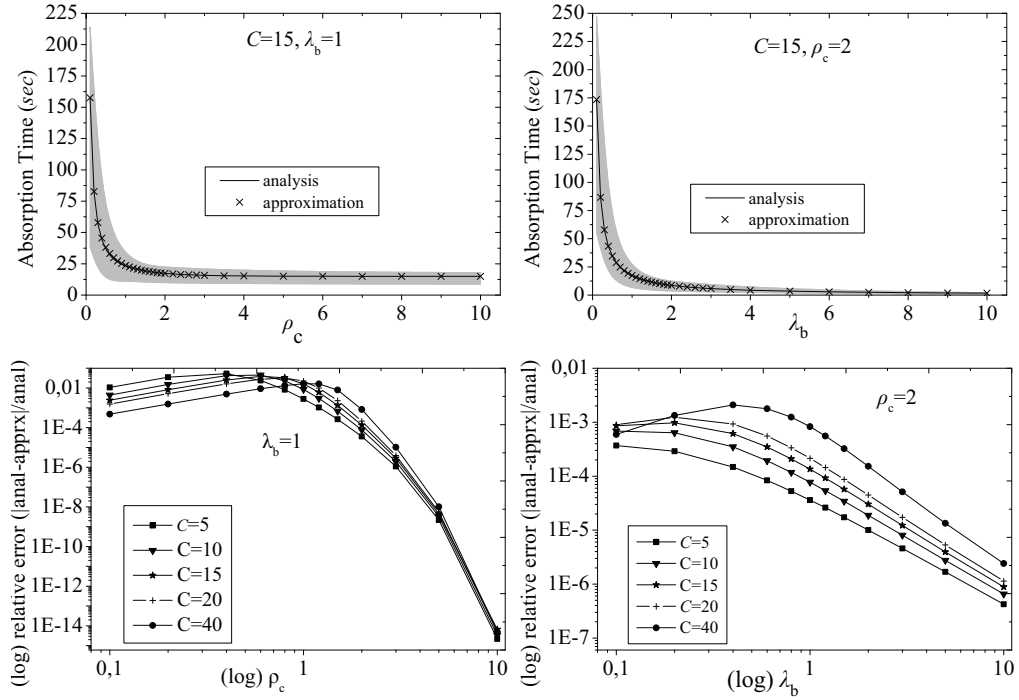 C=15, λb=1
Absorption Time (sec)
225
200
175
150
125
100
75
50
25
0
analysis
approximation
0 2 4 6 8 10
ρc
C=15, ρc=2
Absorption Time (sec)
250
225
200
175
150
125
100
75
50
25
0
analysis
approximation
0 2 4 6 8 10
λb
(log) relative error (|anal-apprx|/anal)
0,01
1E-4
1E-6
1E-8
1E-10
1E-12
1E-14
λb=1
C=5
C=10
C=15
C=20
C=40
0,1 1 10
(log) ρc
(log) relative error (|anal-apprx|/anal)
0,01
1E-3
1E-4
1E-5
1E-6
1E-7
ρc=2
C=5
C=10
C=15
C=20
C=40
0,1 1 10
(log) λb